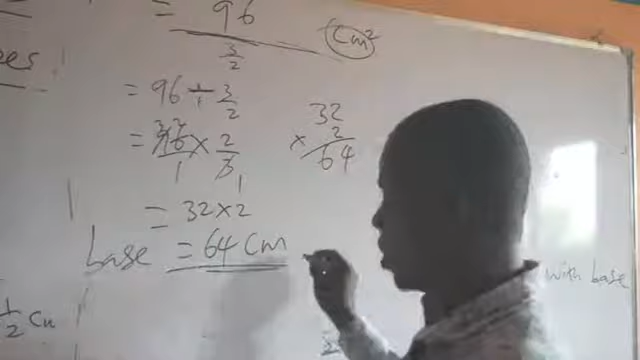 = 96
3/2
cm²
= 96 ÷ 3/2
= 96/1 × 2/3
32
1
32
× 2
64
= 32×2
base = 64 cm
with base
1/2 cm